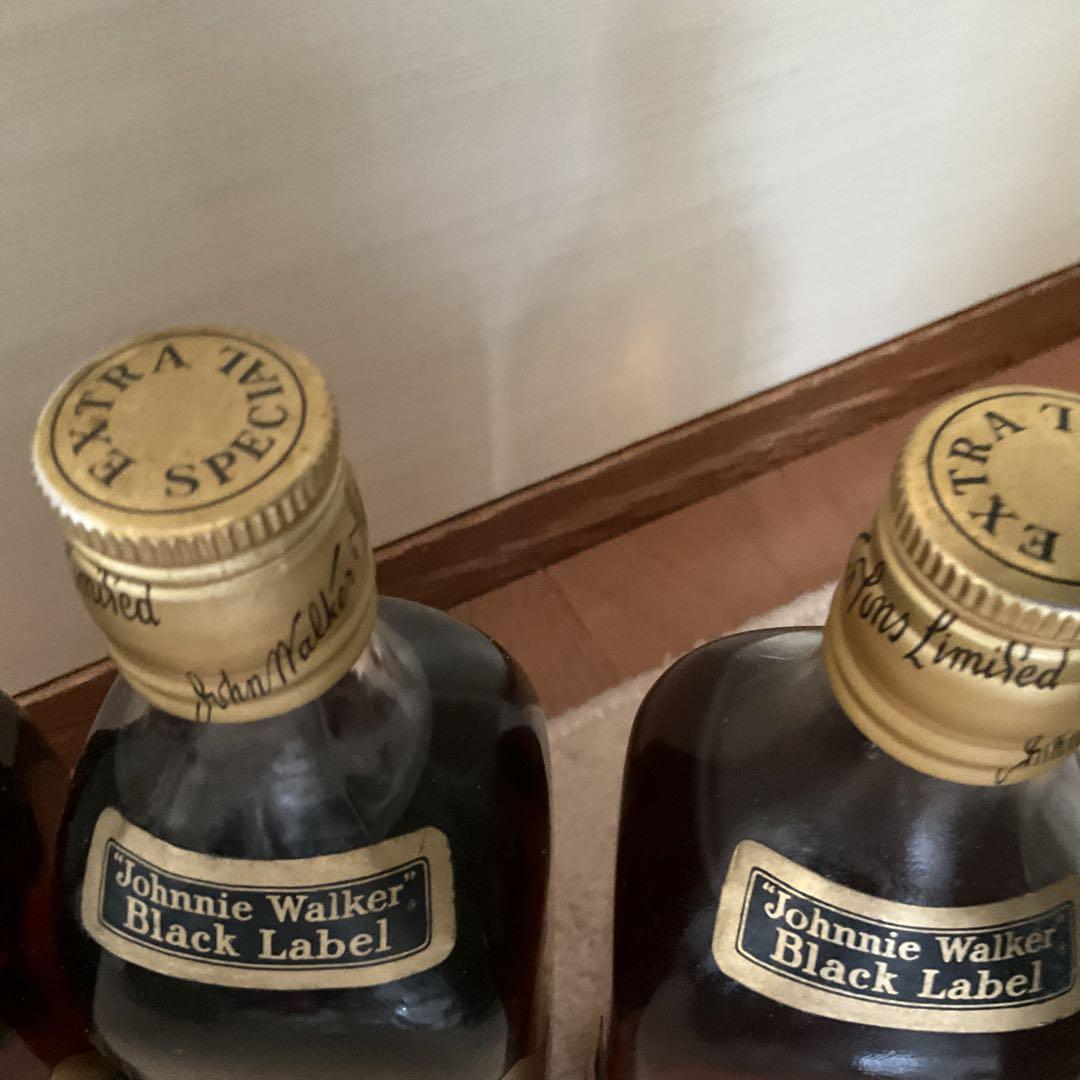 EXTRA SPECIAL
Limited
John Walker
"Johnnie Walker"
Black Label
EXTRA
Sons Limited
"Johnnie Walker"
Black Label